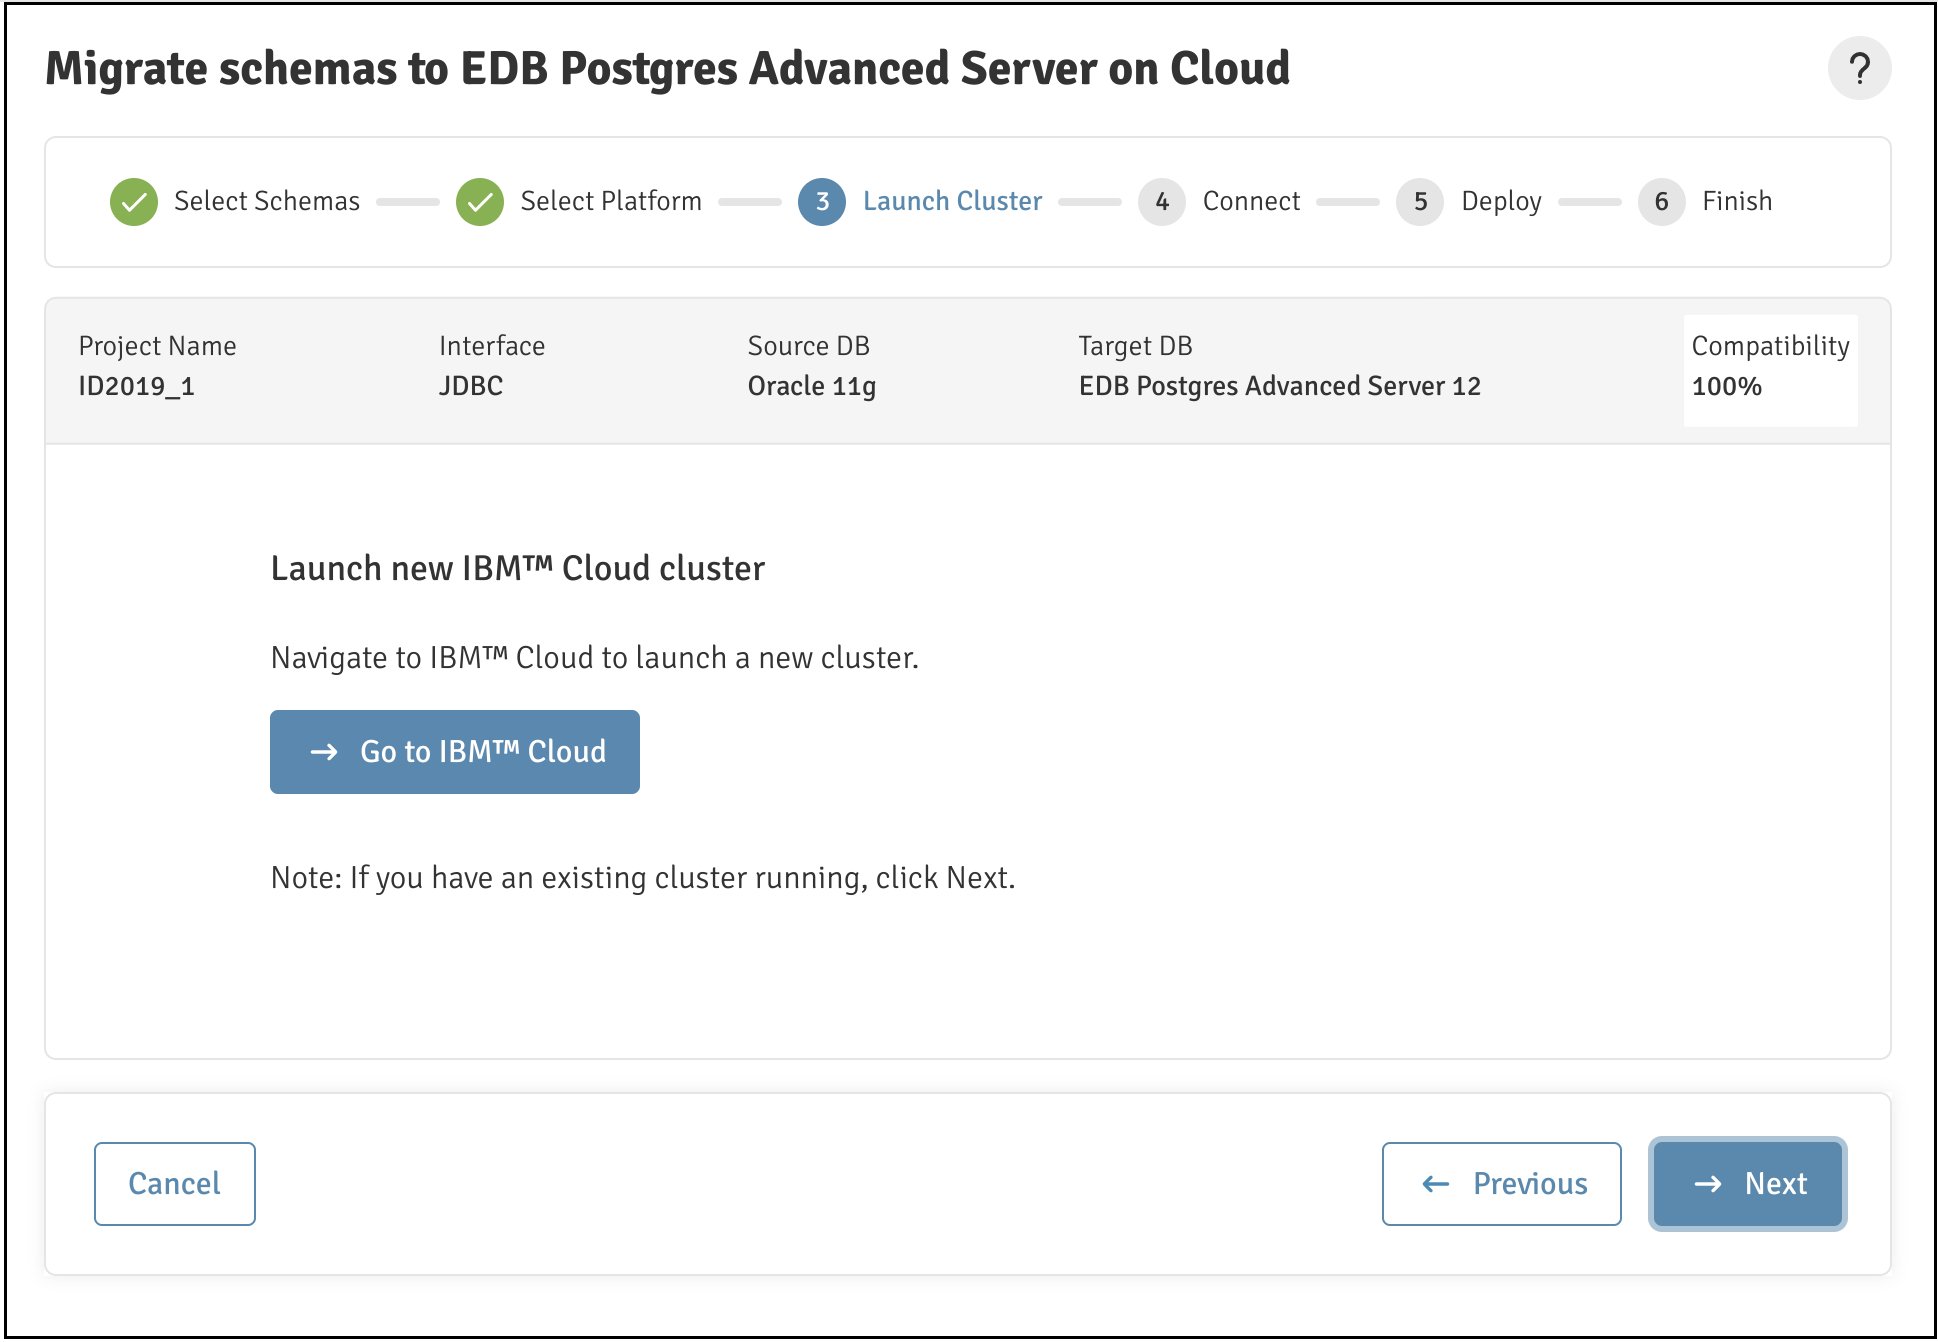 Migrate schemas to EDB Postgres Advanced Server on Cloud ?
Select Schemas Select Platform 3 Launch Cluster 4 Connect 5 Deploy 6 Finish
Project Name Interface Source DB Target DB Compatibility
ID2019_1 JDBC Oracle 11g EDB Postgres Advanced Server 12 100%
Launch new IBM™ Cloud cluster
Navigate to IBM™ Cloud to launch a new cluster.
→ Go to IBM™ Cloud
Note: If you have an existing cluster running, click Next.
Cancel ← Previous → Next